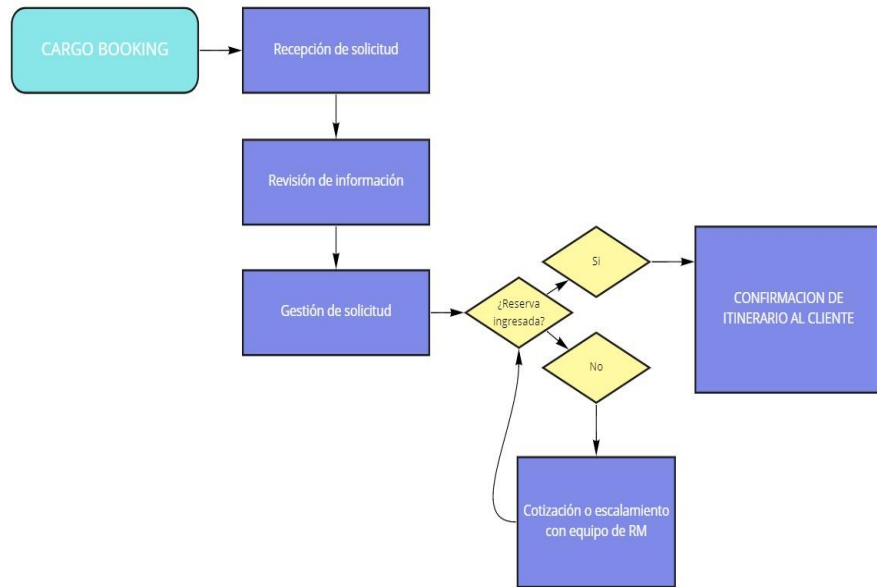 CARGO BOOKING
Recepción de solicitud
Revisión de información
Gestión de solicitud
¿Reserva
ingresada?
Si
No
CONFIRMACION DE
ITINERARIO AL CLIENTE
Cotización o escalamiento
con equipo de RM